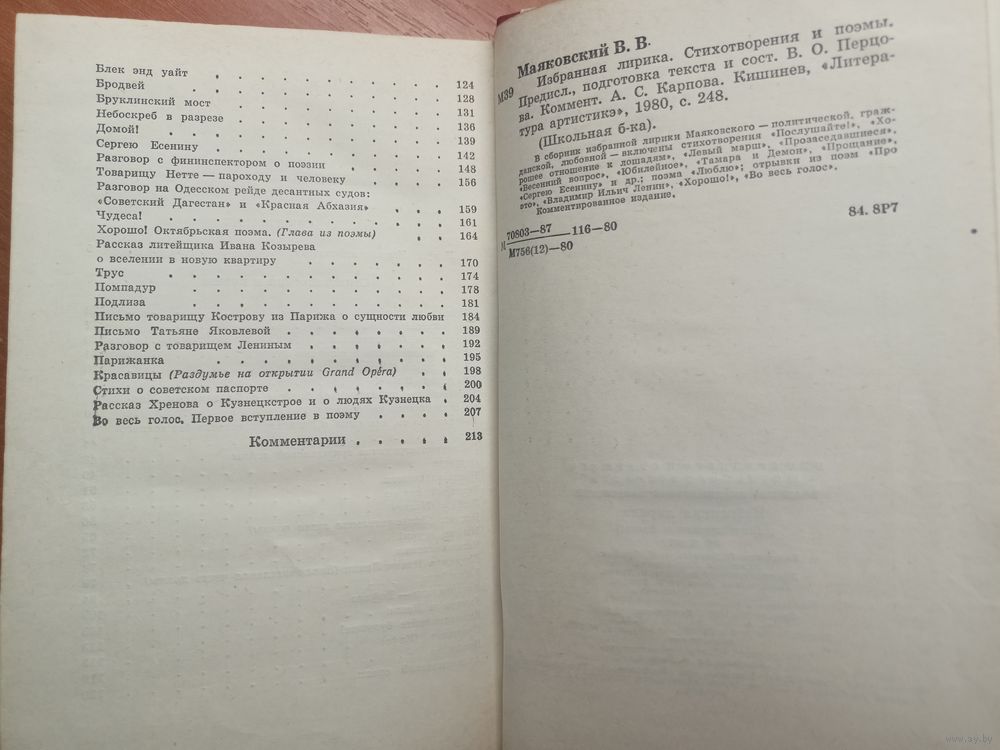 Блек энд уайт . . . . . . . . . 124
Бродвей . . . . . . . . . 128
Бруклинский мост . . . . . . . . 131
Небоскреб в разрезе . . . . . . . . 136
Домой! . . . . . . . . . . 139
Сергею Есенину . . . . . . . . 142
Разговор с фининспектором о поэзии . . . . 148
Товарищу Нетте — пароходу и человеку . . . . 156
Разговор на Одесском рейде десантных судов:
«Советский Дагестан» и «Красная Абхазия» . . . 159
Чудеса! . . . . . . . . . . 161
Хорошо! Октябрьская поэма. (Глава из поэмы) . . . 164
Рассказ литейщика Ивана Козырева
о вселении в новую квартиру . . . . . . 170
Трус . . . . . . . . . . 174
Помпадур . . . . . . . . . 178
Подлиза . . . . . . . . . 181
Письмо товарищу Кострову из Парижа о сущности любви 184
Письмо Татьяне Яковлевой . . . . . . 189
Разговор с товарищем Лениным . . . . . 192
Парижанка . . . . . . . . 195
Красавицы (Раздумье на открытии Grand Opéra) . . 198
Стихи о советском паспорте . . . . . . 200
Рассказ Хренова о Кузнецкстрое и о людях Кузнецка . 204
Во весь голос. Первое вступление в поэму . . . . 207
Комментарии . . . . . 213
Маяковский В. В.
М39 Избранная лирика. Стихотворения и поэмы.
Предисл., подготовка текста и сост. В. О. Перцо-
ва. Коммент. А. С. Карпова. Кишинев, «Литера-
тура артистикэ», 1980, с. 248.
(Школьная б-ка).
В сборник избранной лирики Маяковского — политической, граж-
данской, любовной — включены стихотворения «Послушайте!», «Хо-
рошее отношение к лошадям», «Левый марш», «Прозаседавшиеся»,
«Весенний вопрос», «Юбилейное», «Тамара и Демон», «Прощание»,
«Сергею Есенину» и др.; поэма «Люблю»; отрывки из поэм «Про
это», «Владимир Ильич Ленин», «Хорошо!», «Во весь голос».
Комментированное издание.
84. 8Р7
М 70803—87 116—80
М756(12)—80
www.ay.by